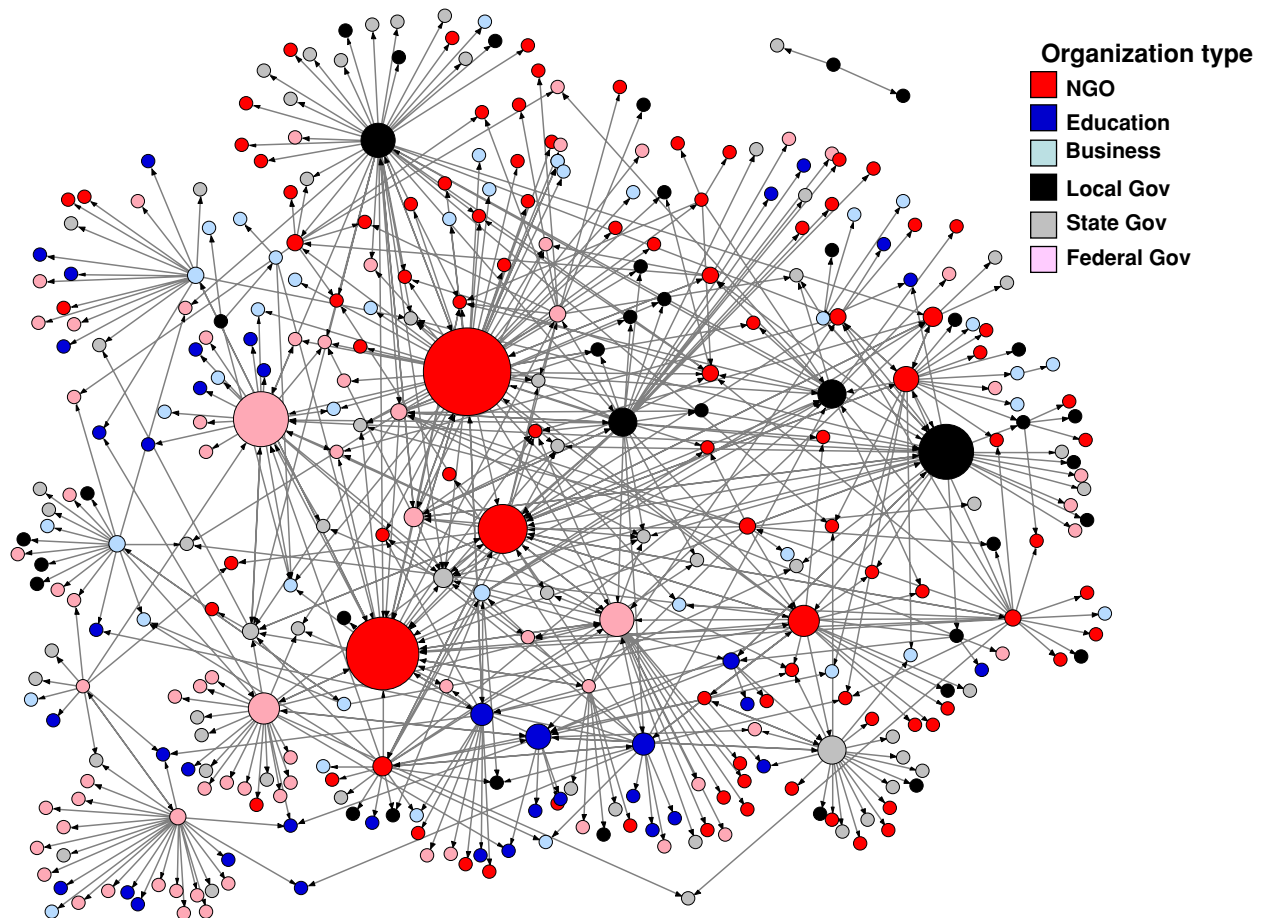 Organization type
NGO
Education
Business
Local Gov
State Gov
Federal Gov